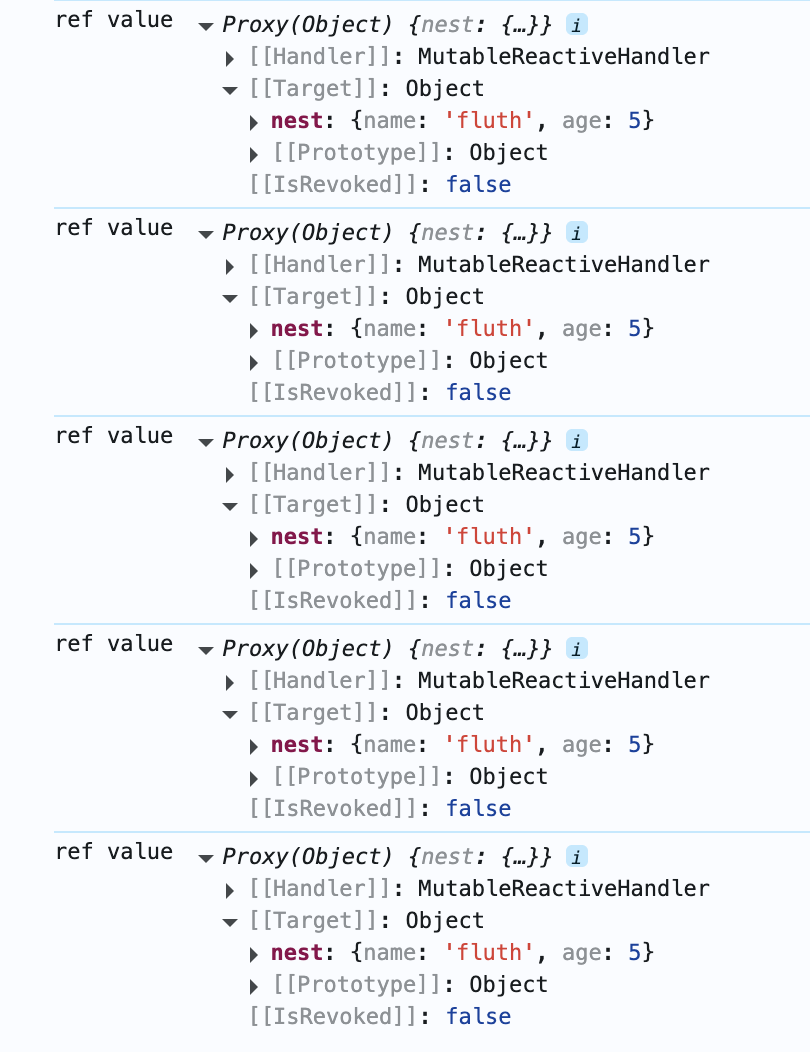 ref value ▼ Proxy(Object) {nest: {…}} i
▶ [[Handler]]: MutableReactiveHandler
▼ [[Target]]: Object
▶ nest: {name: 'fluth', age: 5}
▶ [[Prototype]]: Object
[[IsRevoked]]: false
ref value ▼ Proxy(Object) {nest: {…}} i
▶ [[Handler]]: MutableReactiveHandler
▼ [[Target]]: Object
▶ nest: {name: 'fluth', age: 5}
▶ [[Prototype]]: Object
[[IsRevoked]]: false
ref value ▼ Proxy(Object) {nest: {…}} i
▶ [[Handler]]: MutableReactiveHandler
▼ [[Target]]: Object
▶ nest: {name: 'fluth', age: 5}
▶ [[Prototype]]: Object
[[IsRevoked]]: false
ref value ▼ Proxy(Object) {nest: {…}} i
▶ [[Handler]]: MutableReactiveHandler
▼ [[Target]]: Object
▶ nest: {name: 'fluth', age: 5}
▶ [[Prototype]]: Object
[[IsRevoked]]: false
ref value ▼ Proxy(Object) {nest: {…}} i
▶ [[Handler]]: MutableReactiveHandler
▼ [[Target]]: Object
▶ nest: {name: 'fluth', age: 5}
▶ [[Prototype]]: Object
[[IsRevoked]]: false